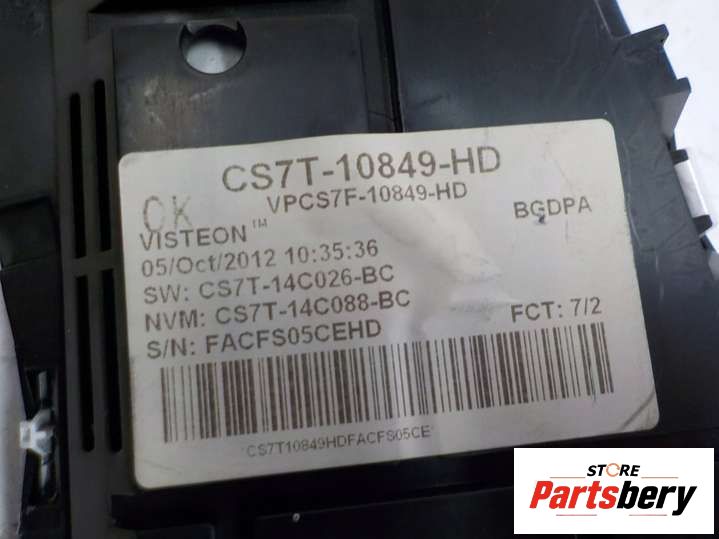 CS7T-10849-HD
VPCS7F-10849-HD
OK
BGDPA
VISTEON™
05/Oct/2012 10:35:36
SW: CS7T-14C026-BC
NVM: CS7T-14C088-BC
S/N: FACFS05CEHD
FCT: 7/2
CS7T10849HDFACFS05CE
STORE
Partsbery